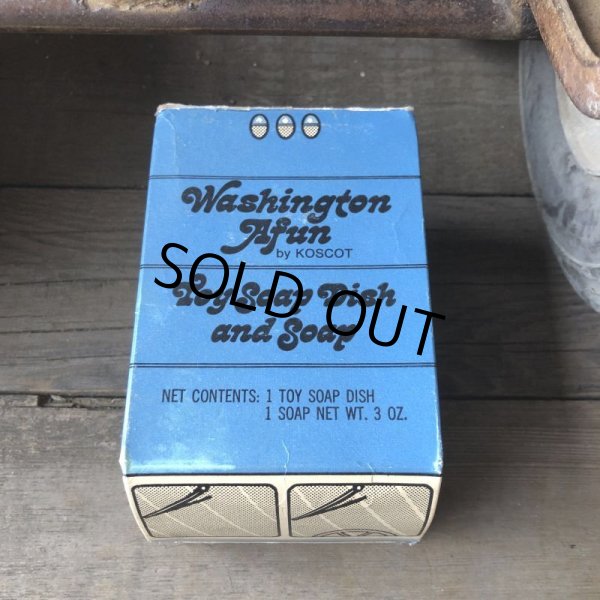 Washington
Afun
by KOSCOT
Toy Soap Dish
and Soap
SOLD OUT
NET CONTENTS: 1 TOY SOAP DISH
1 SOAP NET WT. 3 OZ.